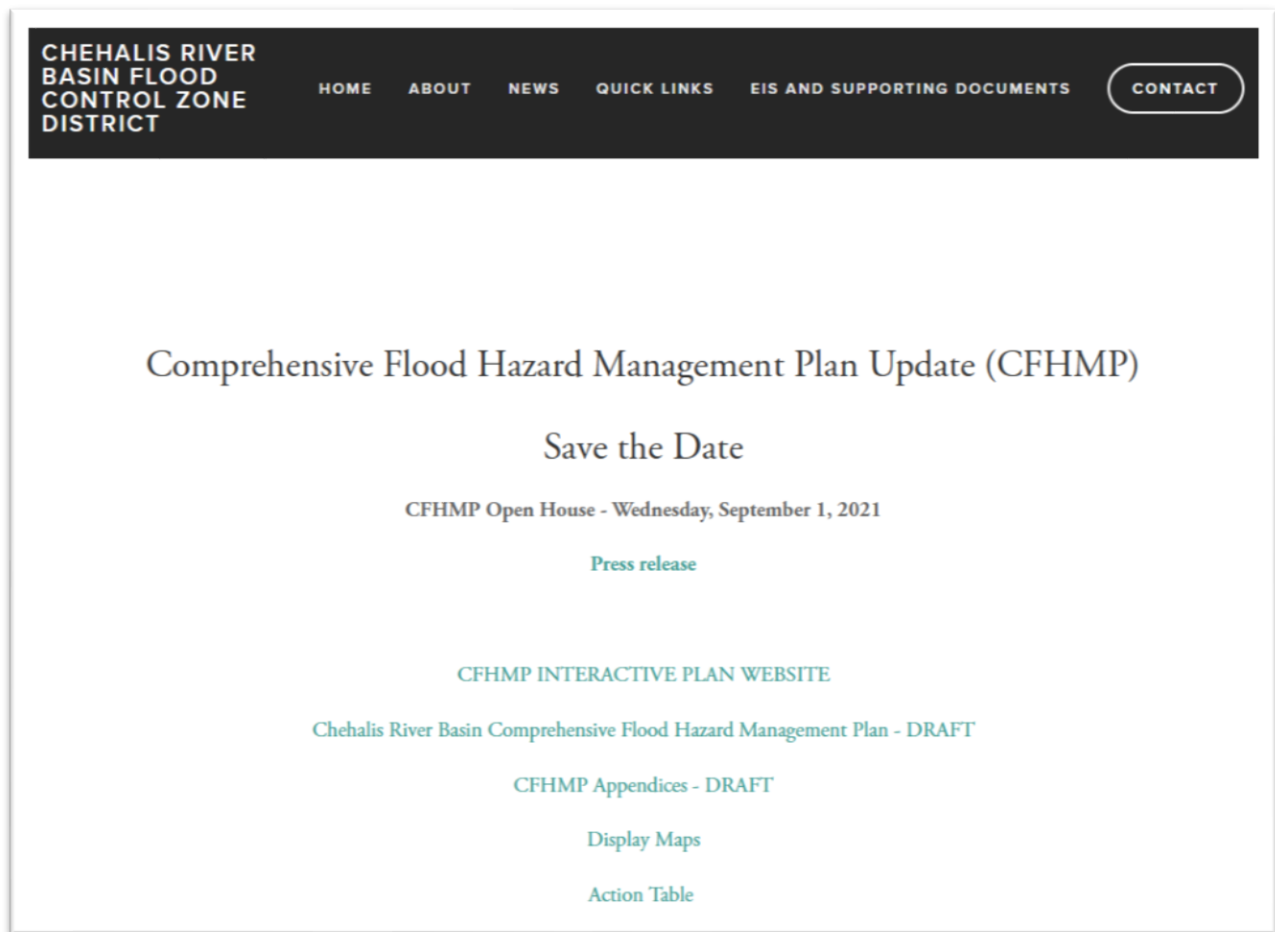 CHEHALIS RIVER
BASIN FLOOD
CONTROL ZONE
DISTRICT
HOME ABOUT NEWS QUICK LINKS EIS AND SUPPORTING DOCUMENTS CONTACT
Comprehensive Flood Hazard Management Plan Update (CFHMP)
Save the Date
CFHMP Open House - Wednesday, September 1, 2021
Press release
CFHMP INTERACTIVE PLAN WEBSITE
Chehalis River Basin Comprehensive Flood Hazard Management Plan - DRAFT
CFHMP Appendices - DRAFT
Display Maps
Action Table